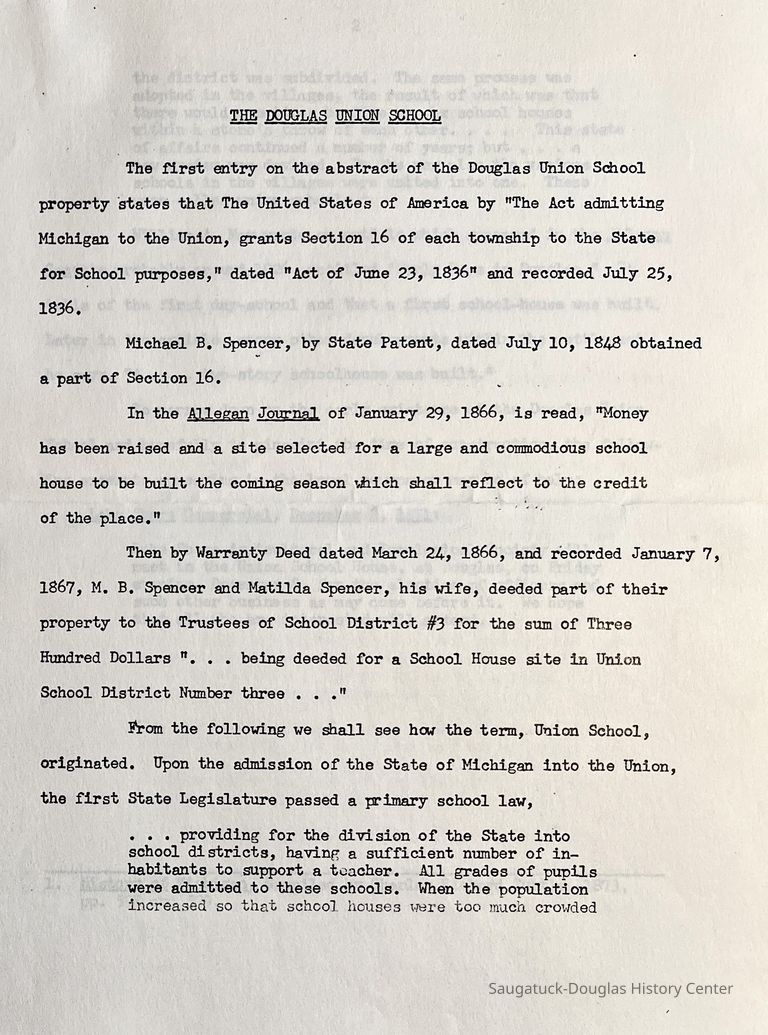 THE DOUGLAS UNION SCHOOL
The first entry on the abstract of the Douglas Union School
property states that The United States of America by "The Act admitting
Michigan to the Union, grants Section 16 of each township to the State
for School purposes," dated "Act of June 23, 1836" and recorded July 25,
1836.
Michael B. Spencer, by State Patent, dated July 10, 1848 obtained
a part of Section 16.
In the Allegan Journal of January 29, 1866, is read, "Money
has been raised and a site selected for a large and commodious school
house to be built the coming season which shall reflect to the credit
of the place."
Then by Warranty Deed dated March 24, 1866, and recorded January 7,
1867, M. B. Spencer and Matilda Spencer, his wife, deeded part of their
property to the Trustees of School District #3 for the sum of Three
Hundred Dollars ". . . being deeded for a School House site in Union
School District Number three . . ."
From the following we shall see how the term, Union School,
originated. Upon the admission of the State of Michigan into the Union,
the first State Legislature passed a primary school law,
. . . providing for the division of the State into
school districts, having a sufficient number of in-
habitants to support a teacher. All grades of pupils
were admitted to these schools. When the population
increased so that school houses were too much crowded
Saugatuck-Douglas History Center